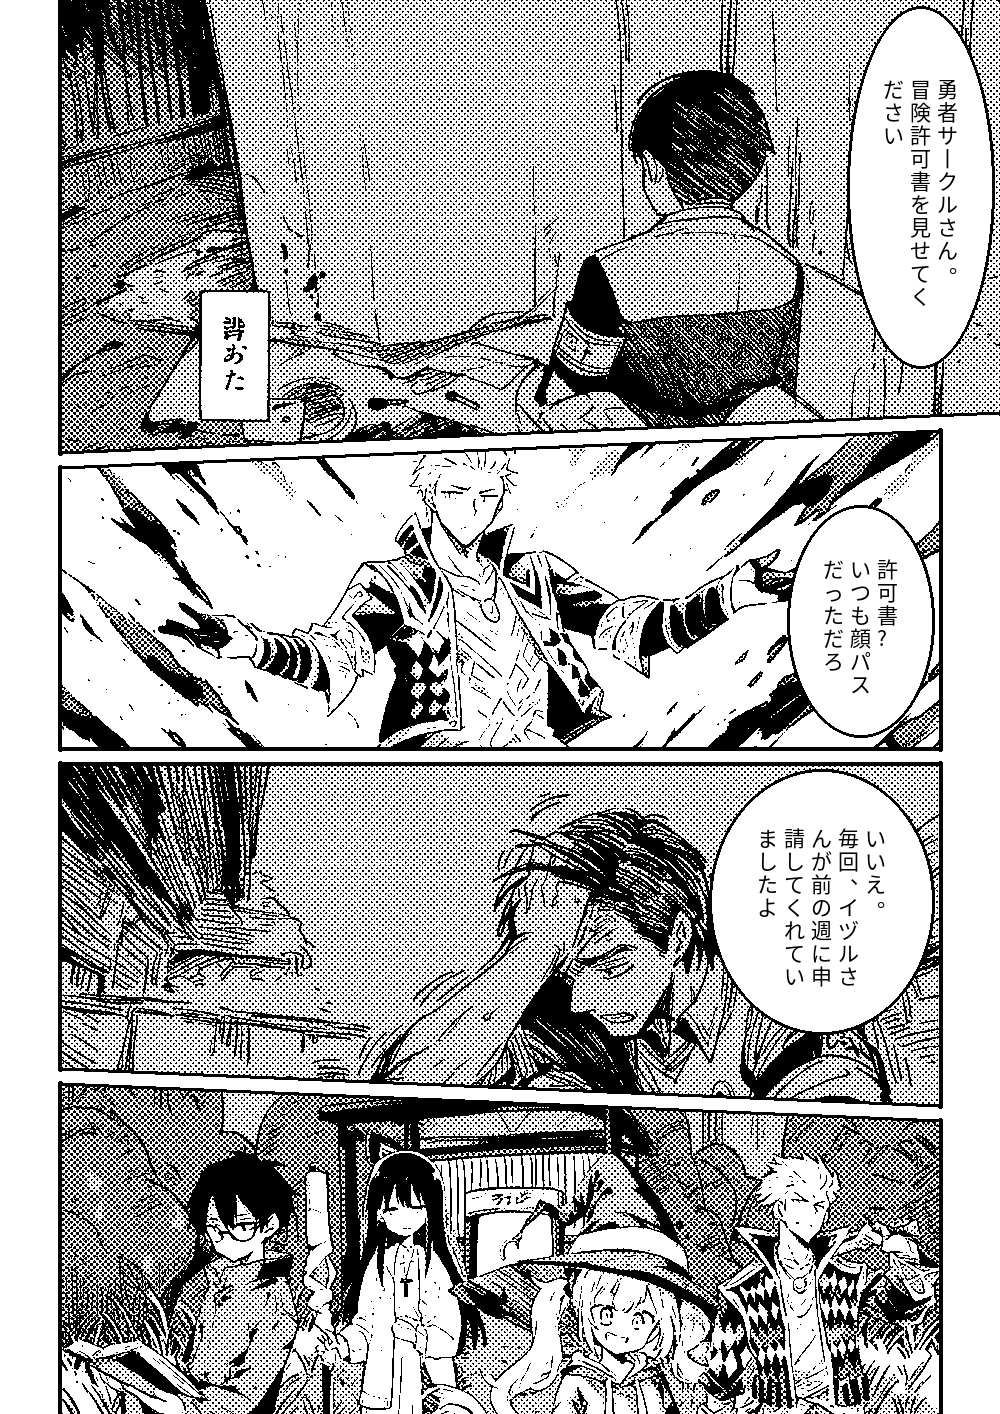 勇者サークルさん。
冒険許可書を見せてく
ださい
許可書?
いつも顔パス
だっただろ
いいえ。
毎回、イヅルさ
んが前の週に申
請してくれてい
ましたよ